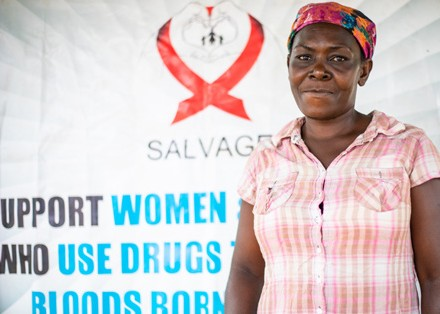 SALVAGE
UPPORT WOMEN
WHO USE DRUGS
BLOODS BORN